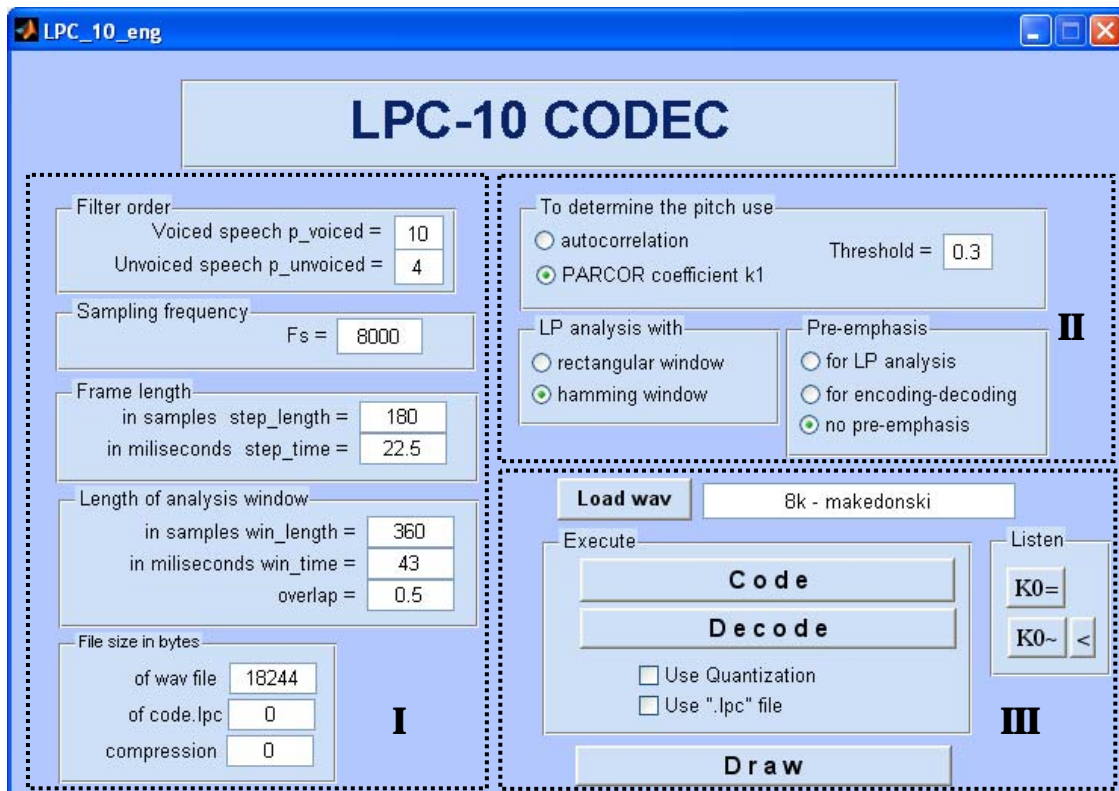 LPC_10_eng
LPC-10 CODEC
Filter order
Voiced speech p_voiced = 10
Unvoiced speech p_unvoiced = 4
Sampling frequency
Fs = 8000
Frame length
in samples step_length = 180
in miliseconds step_time = 22.5
Length of analysis window
in samples win_length = 360
in miliseconds win_time = 43
overlap = 0.5
File size in bytes
of wav file 18244
of code.lpc 0
compression 0
I
To determine the pitch use
autocorrelation
PARCOR coefficient k1
Threshold = 0.3
LP analysis with
rectangular window
hamming window
Pre-emphasis
for LP analysis
for encoding-decoding
no pre-emphasis
II
Load wav 8k - makedonski
Execute
Code
Decode
Use Quantization
Use ".lpc" file
Listen
K0=
K0~ <
III
Draw